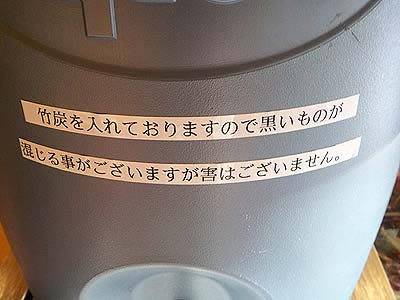 竹炭を入れておりますので黒いものが
混じる事がございますが害はございません。